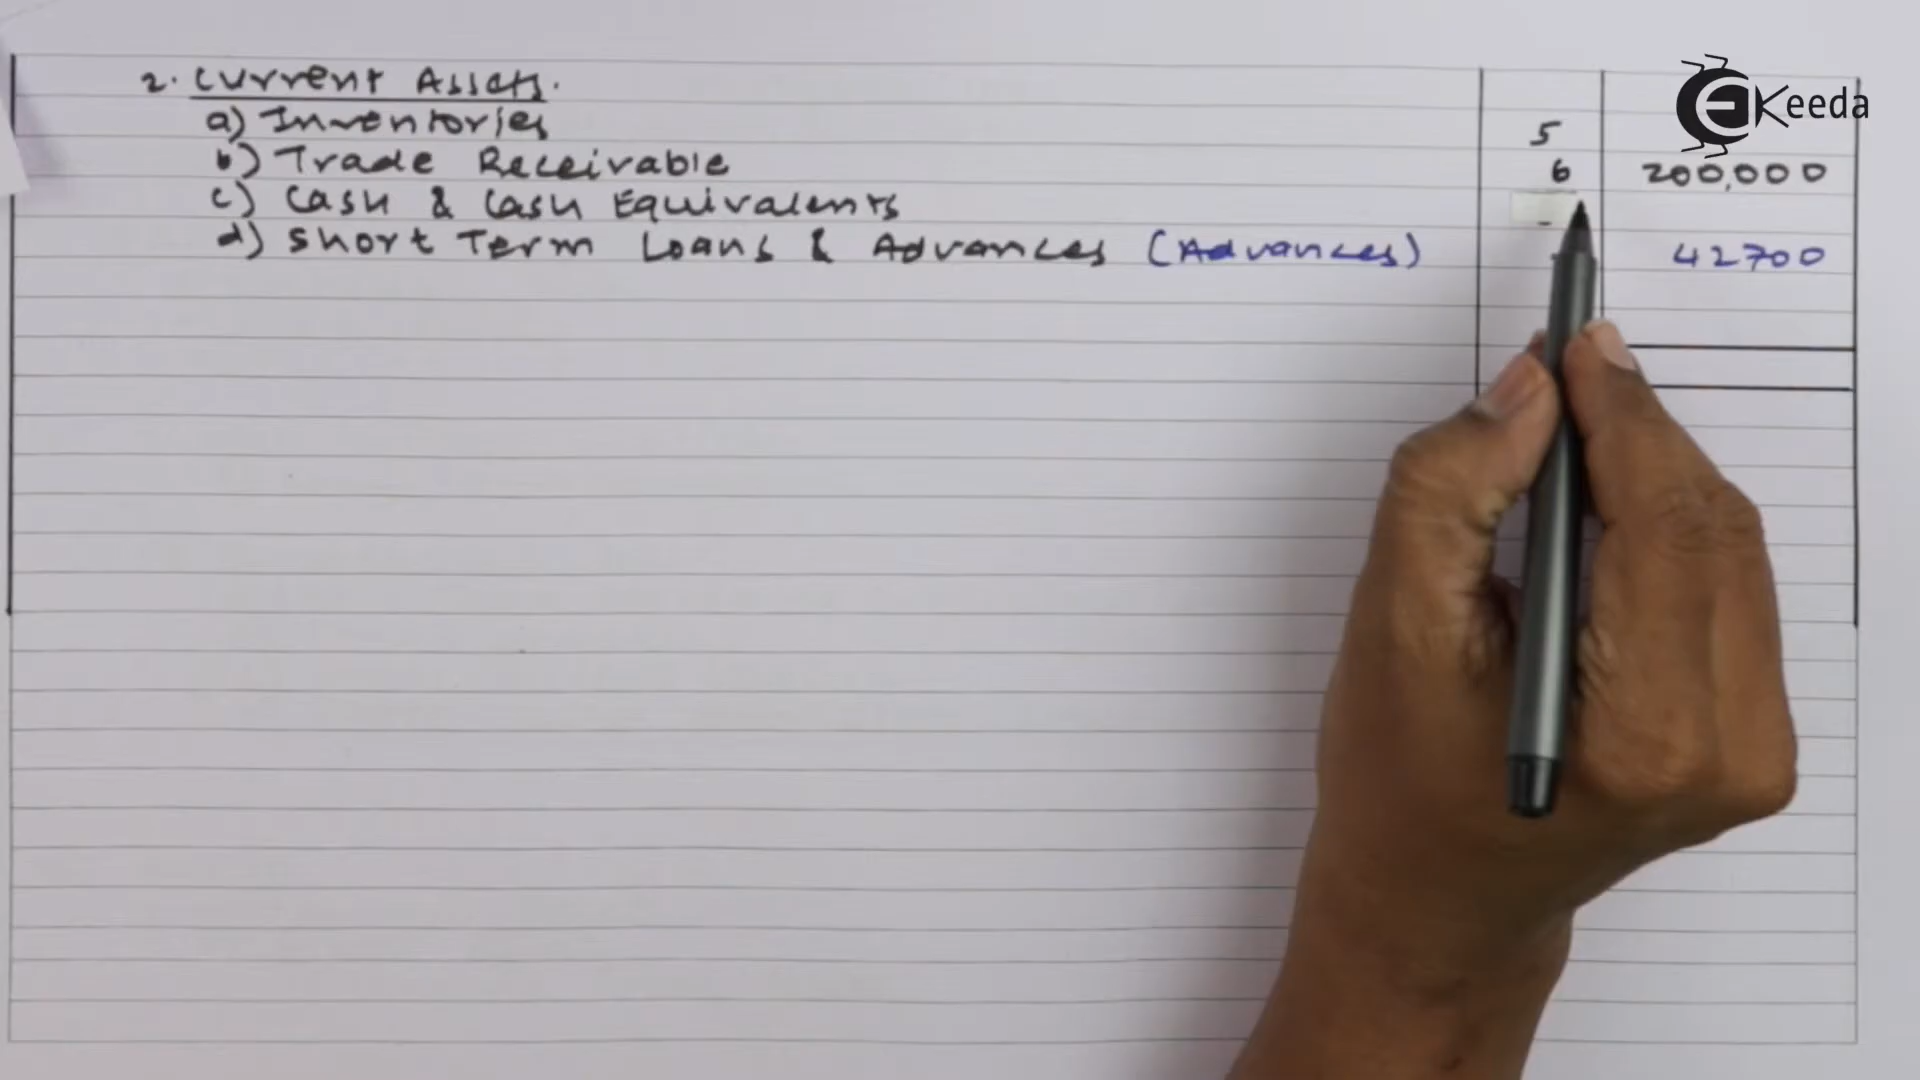 2. Current Assets.
a) Inventories 5
b) Trade Receivable 6 200,000
c) Cash & Cash Equivalents -
d) Short Term Loans & Advances (Advances) 42700
Keeda